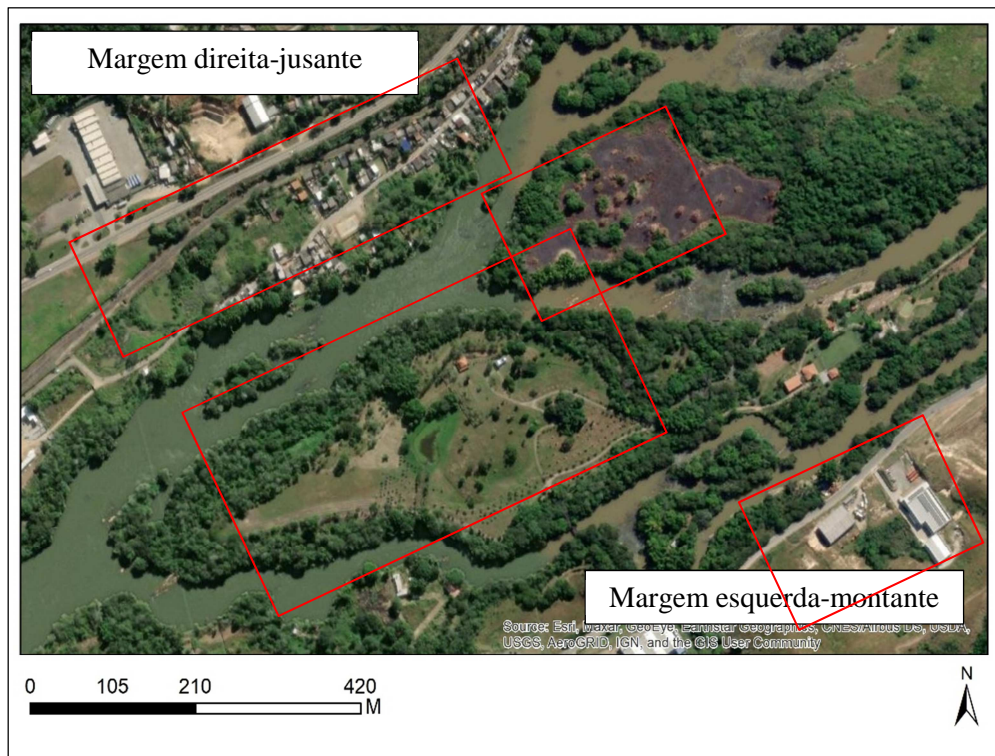 Margem direita-jusante
Margem esquerda-montante
Source: Esri, Maxar, GeoEye, Earthstar Geographics, CNES/Airbus DS, USDA,
USGS, AeroGRID, IGN, and the GIS User Community
0 105 210 420
M
N